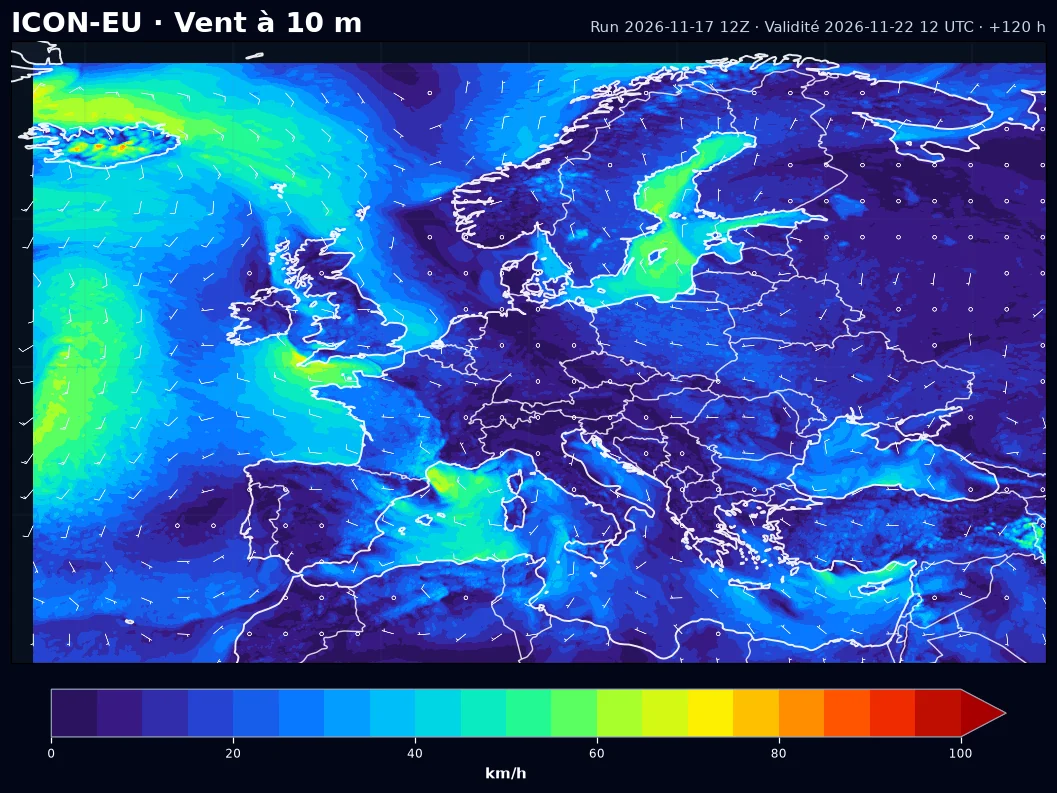 ICON-EU · Vent à 10 m
Run 2026-11-17 12Z · Validité 2026-11-22 12 UTC · +120 h
0 20 40 60 80 100
km/h